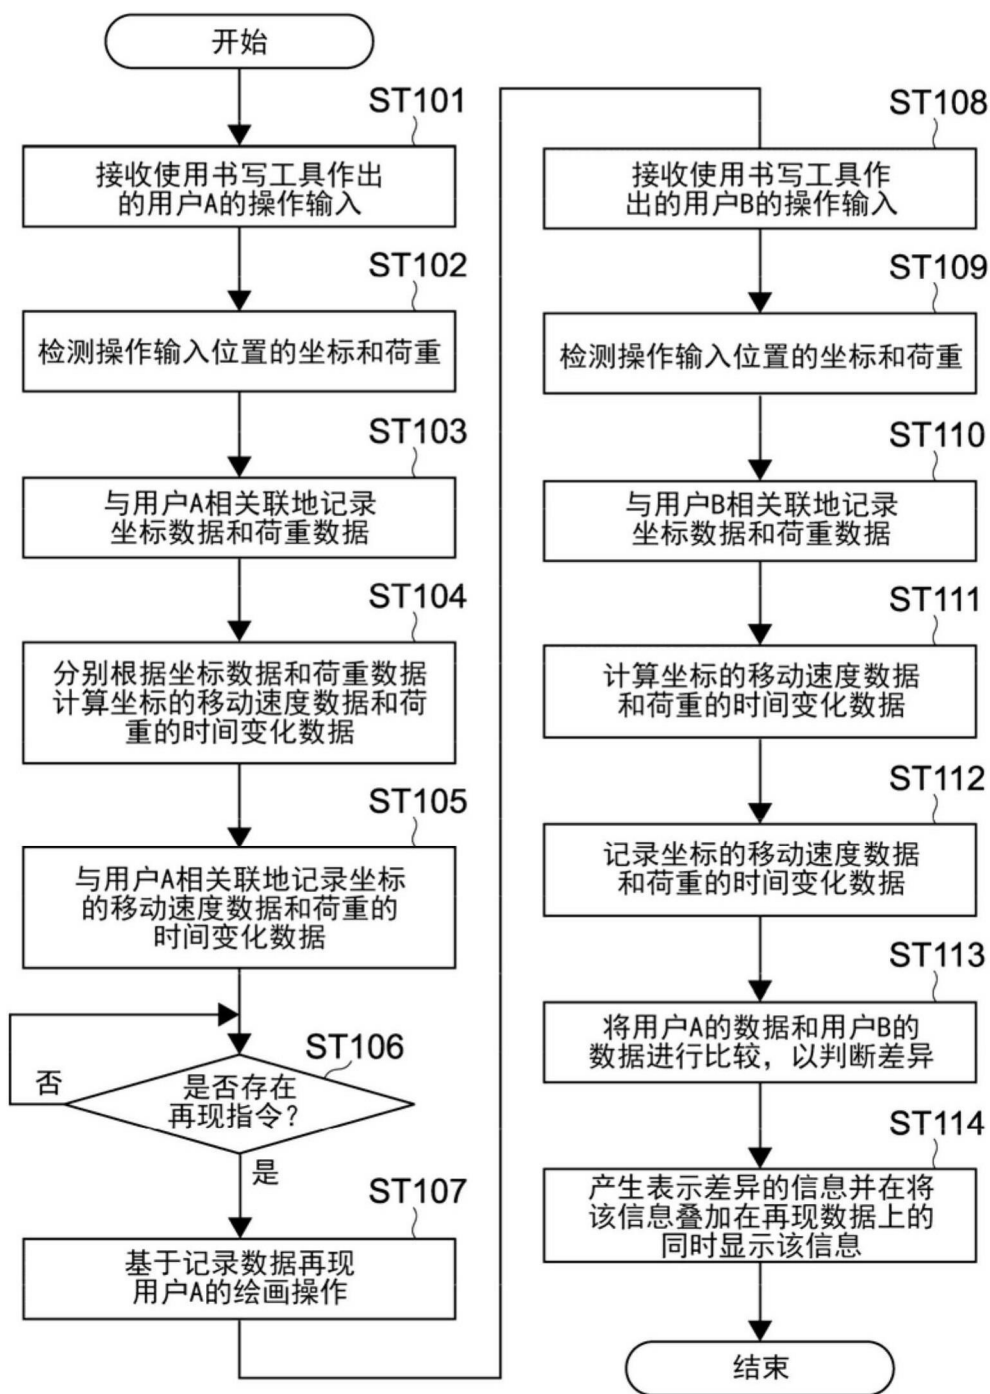 开始
ST101
接收使用书写工具作出
的用户A的操作输入
ST102
检测操作输入位置的坐标和荷重
ST103
与用户A相关联地记录
坐标数据和荷重数据
ST104
分别根据坐标数据和荷重数据
计算坐标的移动速度数据和荷
重的时间变化数据
ST105
与用户A相关联地记录坐标
的移动速度数据和荷重的
时间变化数据
ST106
是否存在
再现指令?
否
是
ST107
基于记录数据再现
用户A的绘画操作
ST108
接收使用书写工具作
出的用户B的操作输入
ST109
检测操作输入位置的坐标和荷重
ST110
与用户B相关联地记录
坐标数据和荷重数据
ST111
计算坐标的移动速度数据
和荷重的时间变化数据
ST112
记录坐标的移动速度数据
和荷重的时间变化数据
ST113
将用户A的数据和用户B的
数据进行比较，以判断差异
ST114
产生表示差异的信息并在将
该信息叠加在再现数据上的
同时显示该信息
结束